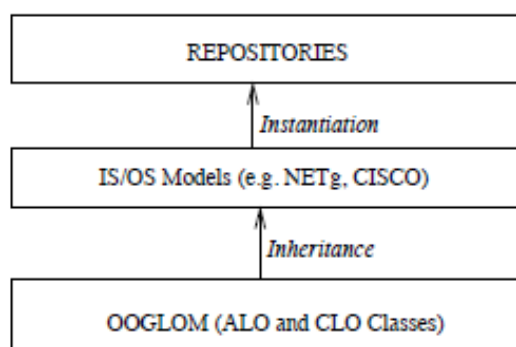 REPOSITORIES
Instantiation
IS/OS Models (e.g. NETg, CISCO)
Inheritance
OOGLOM (ALO and CLO Classes)